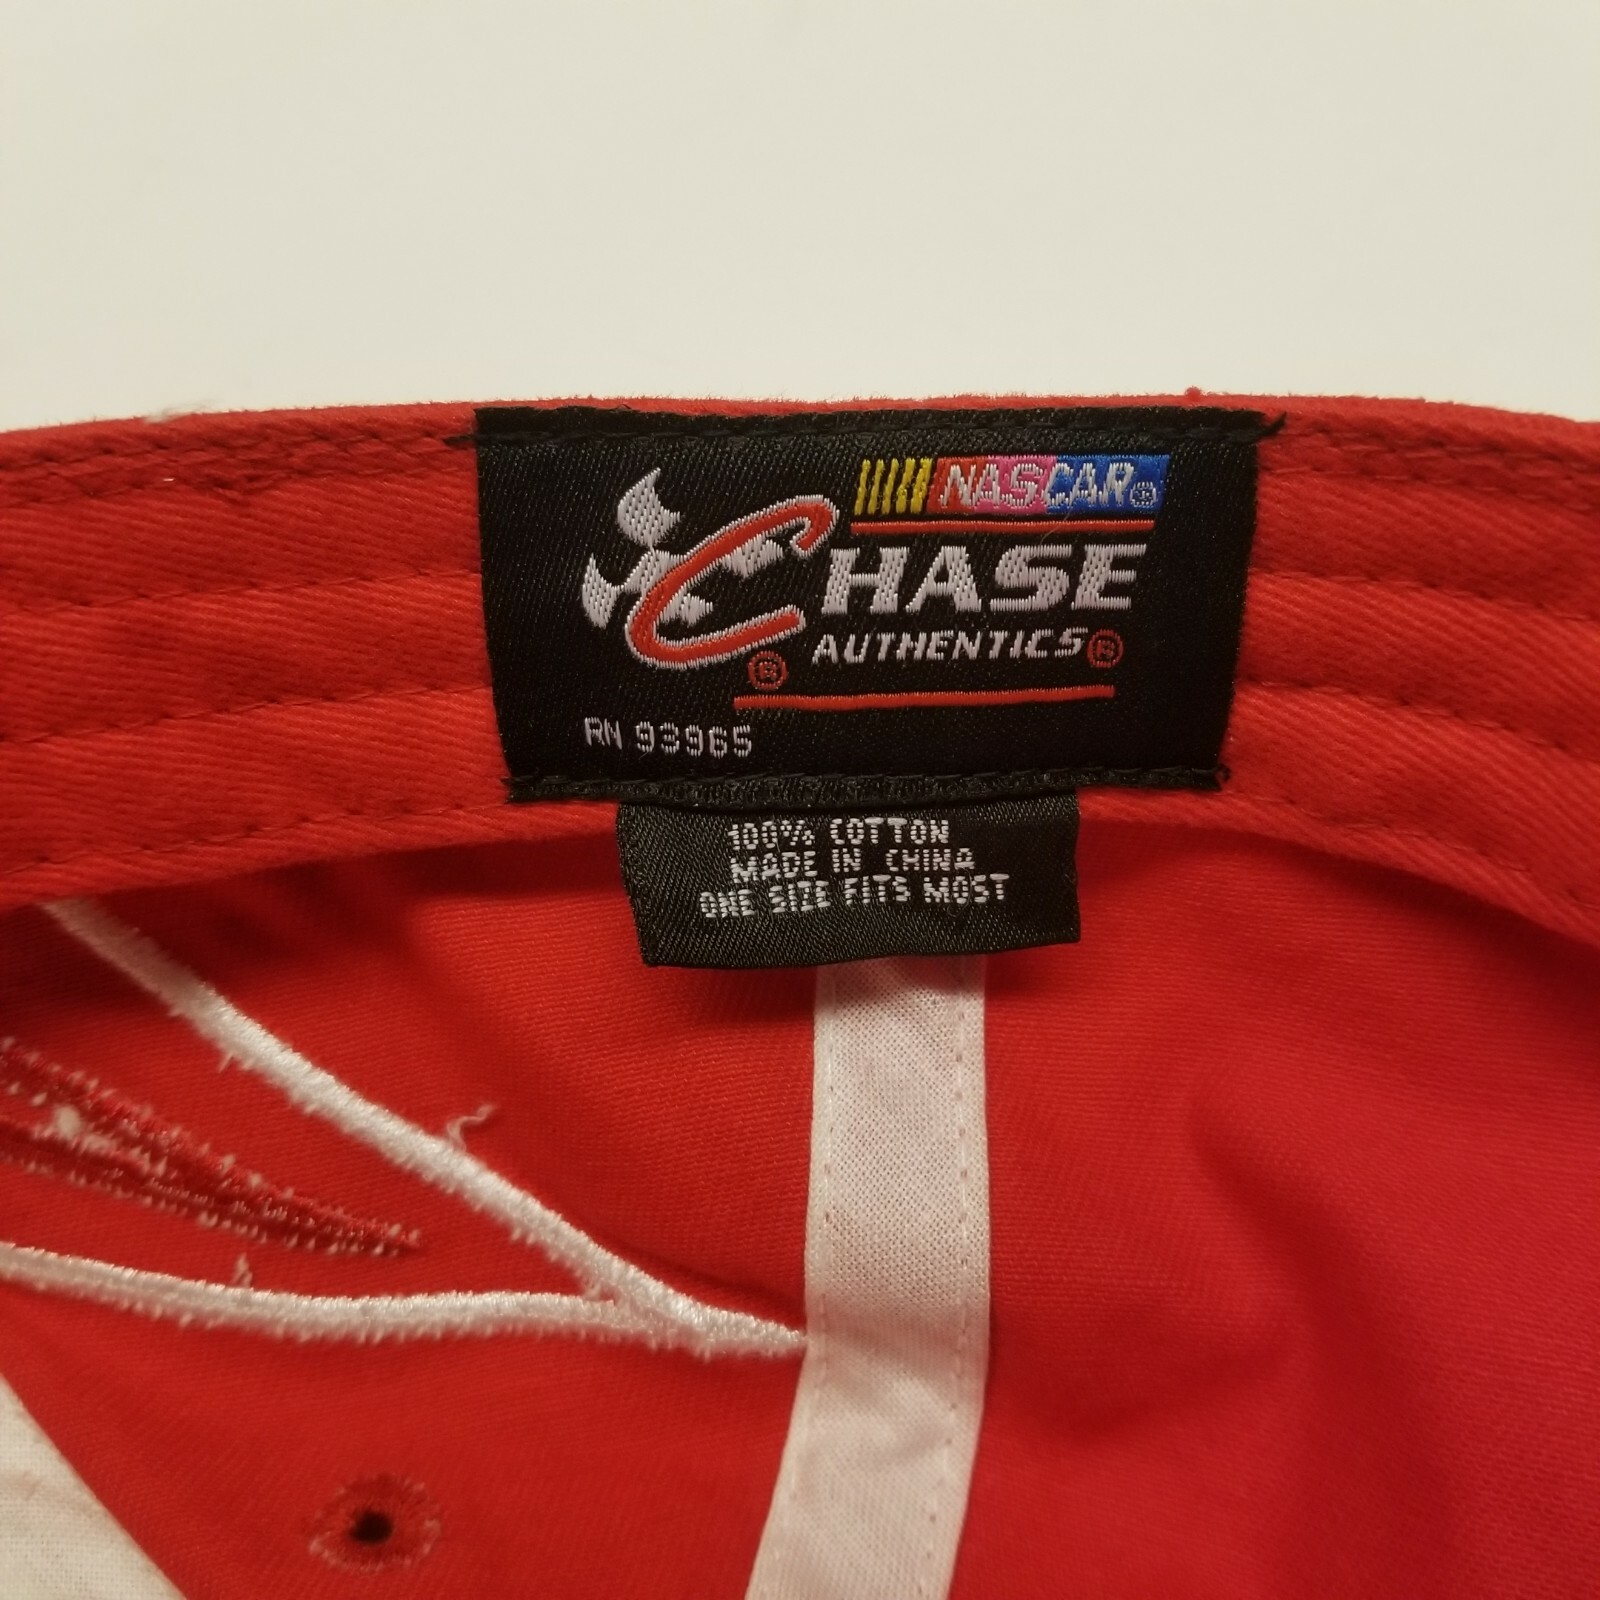 NASCAR®
CHASE
AUTHENTICS®
®
RN 93965
100% COTTON
MADE IN CHINA
ONE SIZE FITS MOST